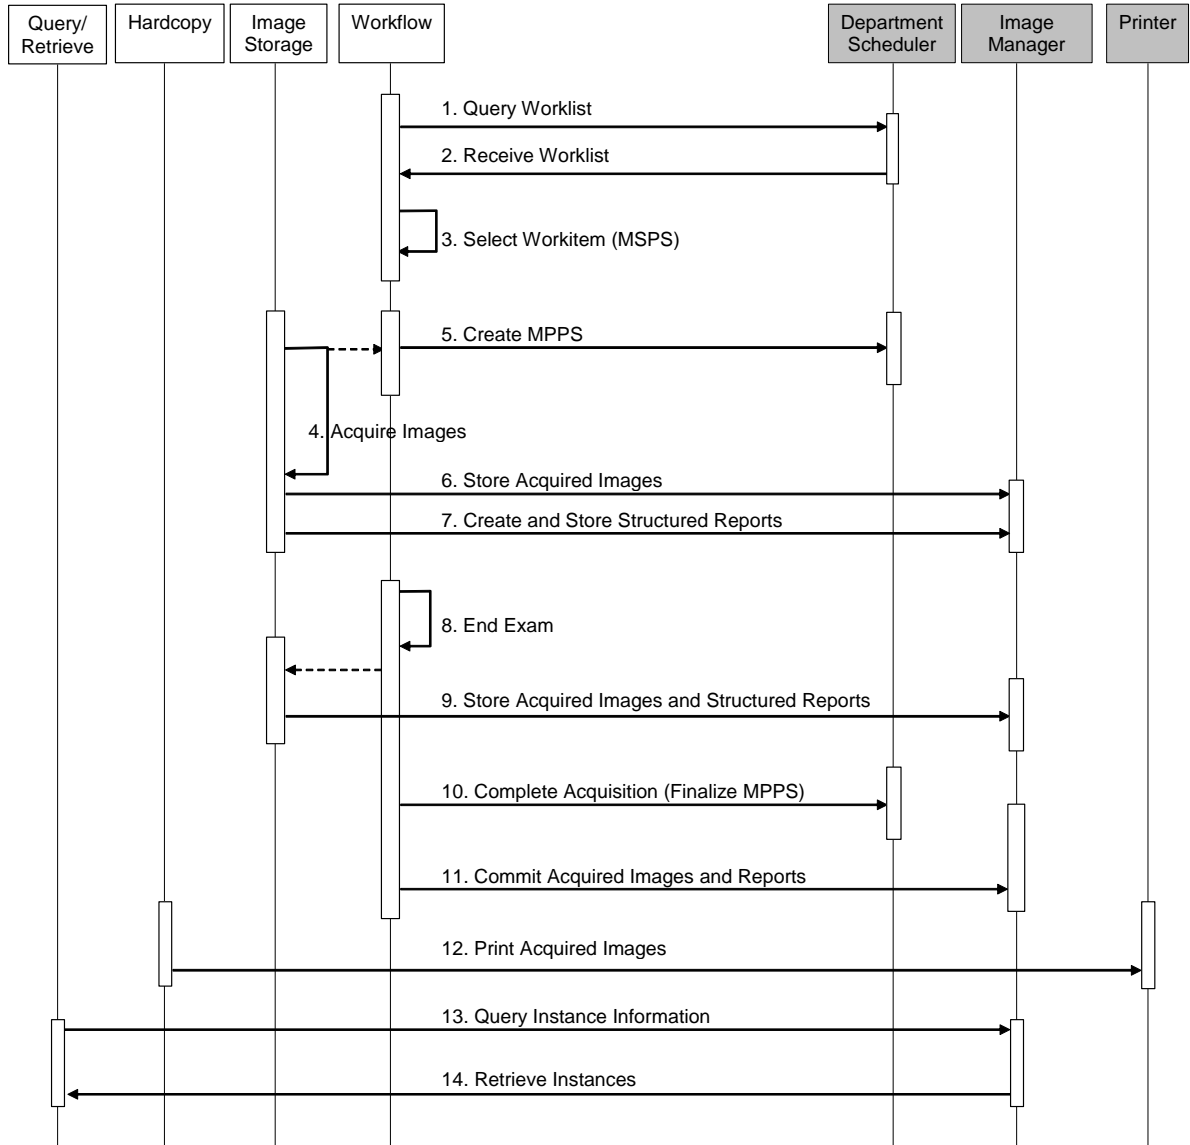 Query/
Retrieve
Hardcopy
Image
Storage
Workflow
Department
Scheduler
Image
Manager
Printer
1. Query Worklist
2. Receive Worklist
3. Select Workitem (MSPS)
5. Create MPPS
4. Acquire Images
6. Store Acquired Images
7. Create and Store Structured Reports
8. End Exam
9. Store Acquired Images and Structured Reports
10. Complete Acquisition (Finalize MPPS)
11. Commit Acquired Images and Reports
12. Print Acquired Images
13. Query Instance Information
14. Retrieve Instances